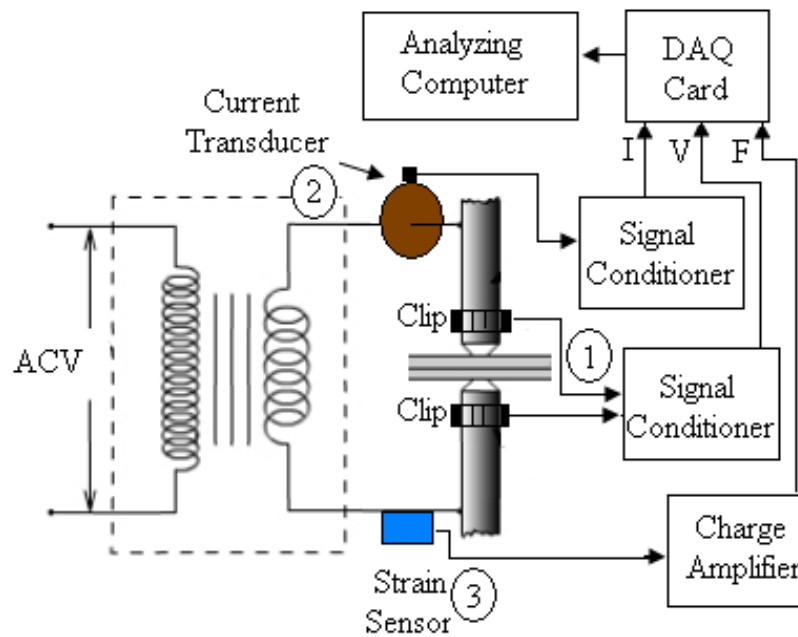 Analyzing
Computer
DAQ
Card
Current
Transducer
I
V
F
2
Signal
Conditioner
Clip
1
ACV
Signal
Conditioner
Clip
Charge
Amplifier
Strain
Sensor
3